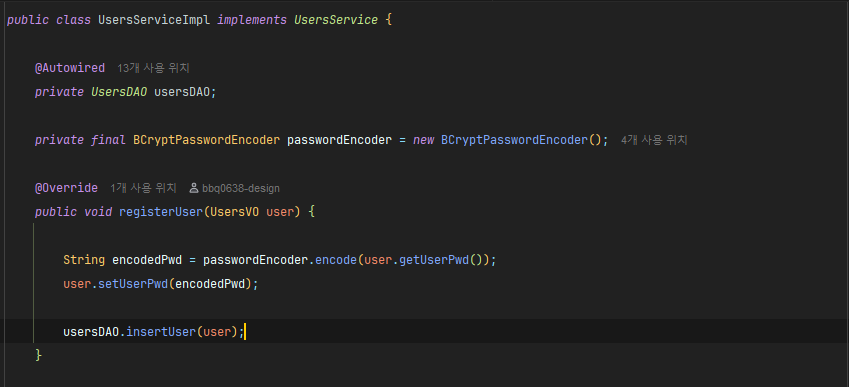 public class UsersServiceImpl implements UsersService {
@Autowired 13개 사용 위치
private UsersDAO usersDAO;
private final BCryptPasswordEncoder passwordEncoder = new BCryptPasswordEncoder(); 4개 사용 위치
@Override 1개 사용 위치 bbq0638-design
public void registerUser(UsersVO user) {
String encodedPwd = passwordEncoder.encode(user.getUserPwd());
user.setUserPwd(encodedPwd);
usersDAO.insertUser(user);
}